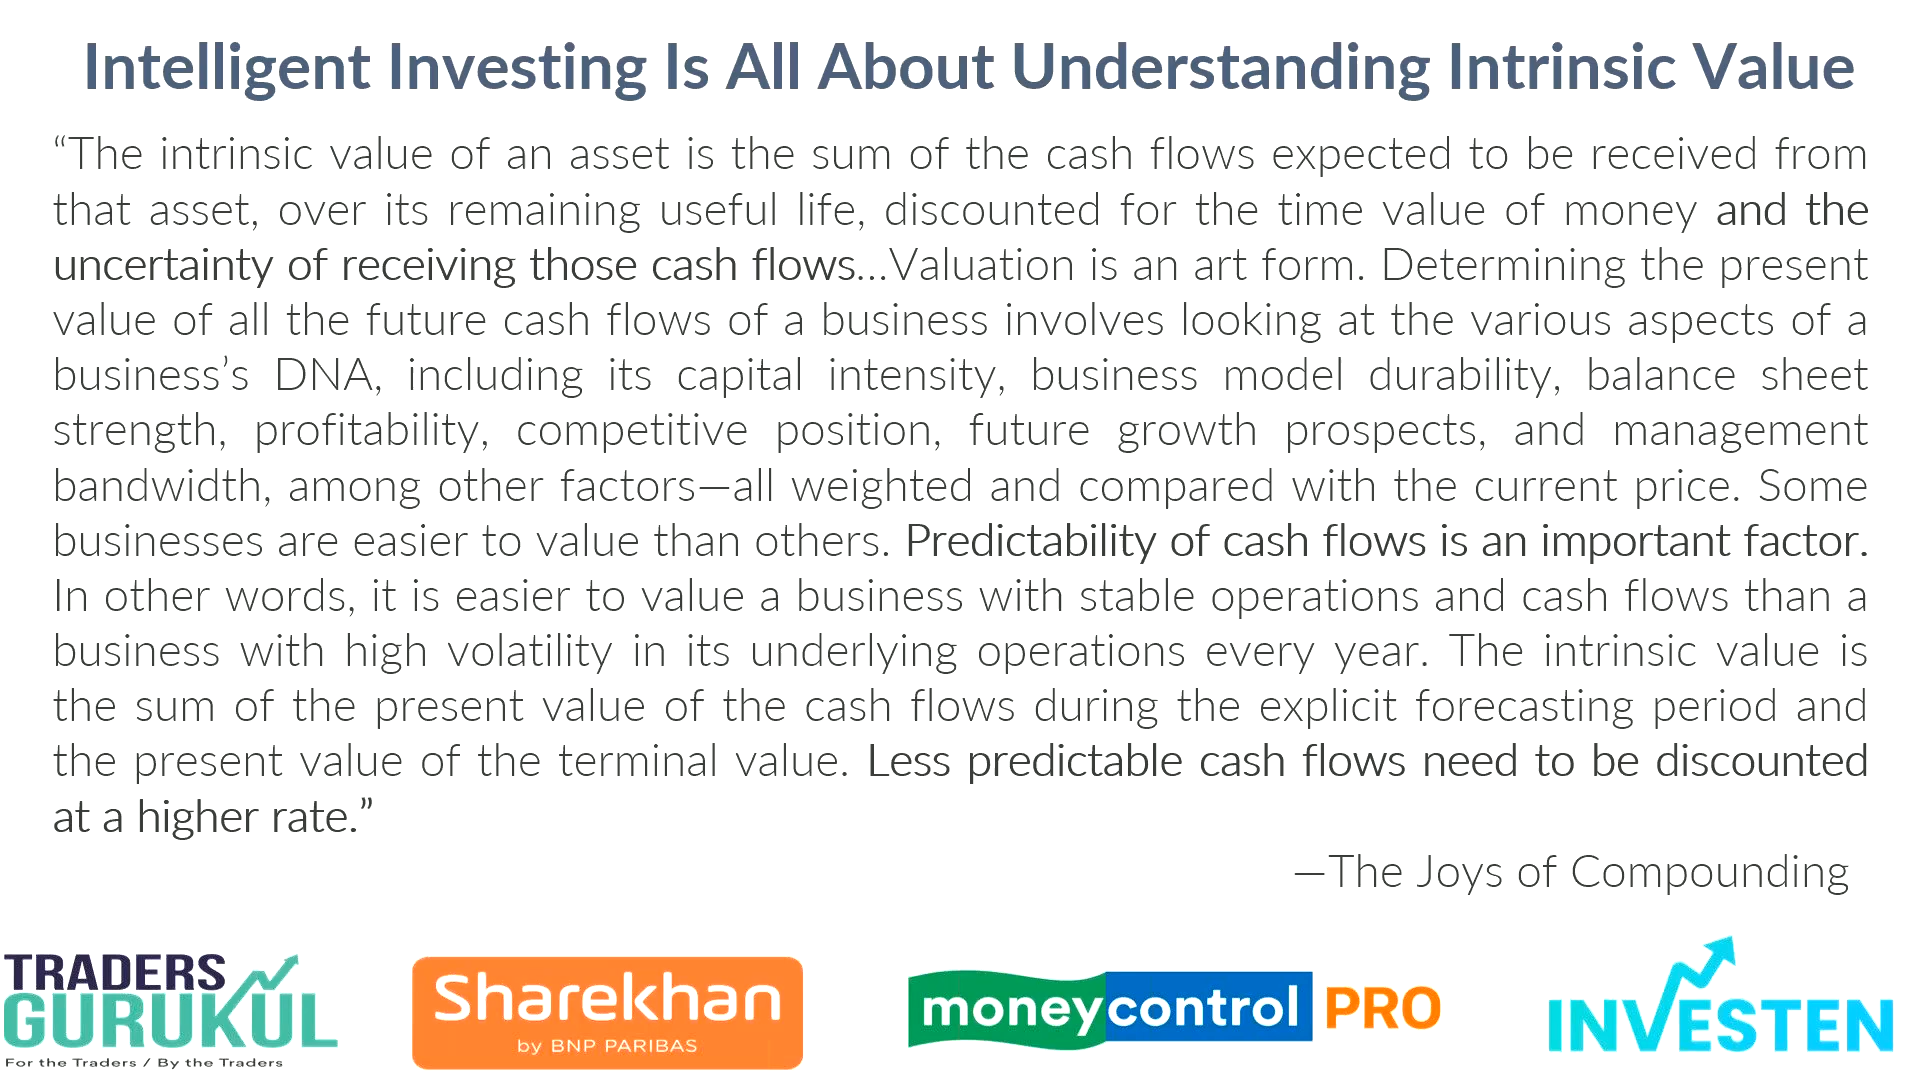 Intelligent Investing Is All About Understanding Intrinsic Value
“The intrinsic value of an asset is the sum of the cash flows expected to be received from
that asset, over its remaining useful life, discounted for the time value of money and the
uncertainty of receiving those cash flows…Valuation is an art form. Determining the present
value of all the future cash flows of a business involves looking at the various aspects of a
business’s DNA, including its capital intensity, business model durability, balance sheet
strength, profitability, competitive position, future growth prospects, and management
bandwidth, among other factors—all weighted and compared with the current price. Some
businesses are easier to value than others. Predictability of cash flows is an important factor.
In other words, it is easier to value a business with stable operations and cash flows than a
business with high volatility in its underlying operations every year. The intrinsic value is
the sum of the present value of the cash flows during the explicit forecasting period and
the present value of the terminal value. Less predictable cash flows need to be discounted
at a higher rate.”
—The Joys of Compounding
TRADERS
GURUKUL
For the Traders / By the Traders
Sharekhan
by BNP PARIBAS
moneycontrol PRO
INVESTEN